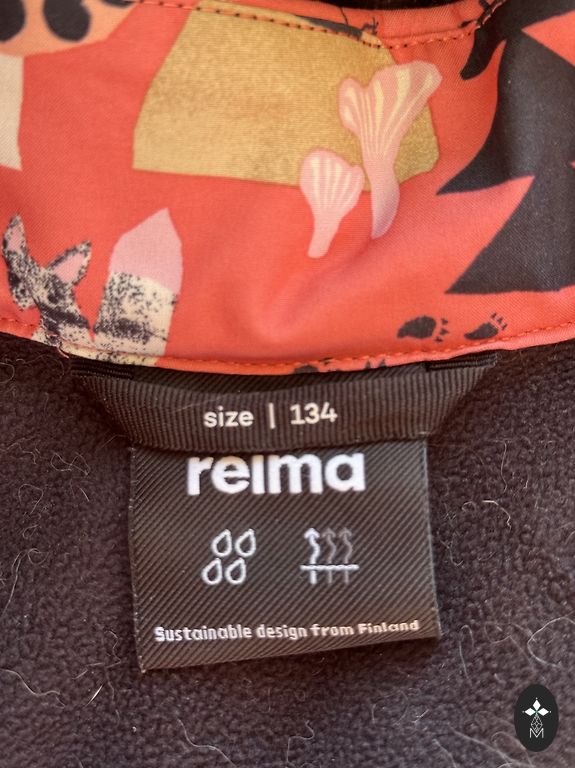 size | 134
reima
Sustainable design from Finland
M